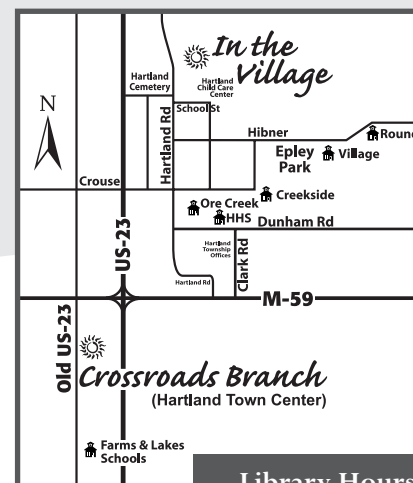 In the
Village
Hartland
Cemetery
Hartland
Child Care
Center
School St
N
Hartland Rd
Hibner
Round
Epley
Park
Village
Crouse
Creekside
Ore Creek
HHS
Dunham Rd
US-23
Hartland
Township
Offices
Clark Rd
Hartland Rd
M-59
Old US-23
Crossroads Branch
(Hartland Town Center)
Farms & Lakes
Schools
Library Hours